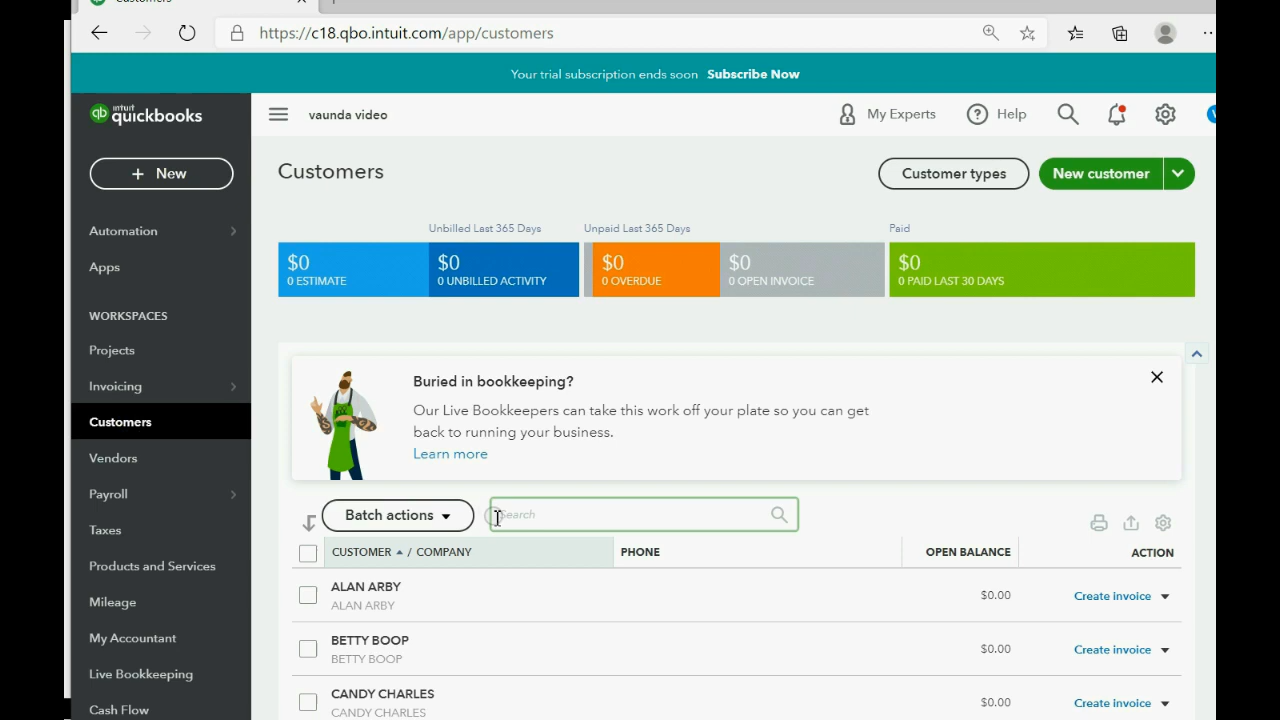 Customers
https://c18.qbo.intuit.com/app/customers
Your trial subscription ends soon Subscribe Now
intuit quickbooks
vaunda video
My Experts
Help
+ New
Customers
Customer types
New customer
Automation
Apps
WORKSPACES
Projects
Invoicing
Customers
Vendors
Payroll
Taxes
Products and Services
Mileage
My Accountant
Live Bookkeeping
Cash Flow
Unbilled Last 365 Days
Unpaid Last 365 Days
Paid
$0
0 ESTIMATE
$0
0 UNBILLED ACTIVITY
$0
0 OVERDUE
$0
0 OPEN INVOICE
$0
0 PAID LAST 30 DAYS
Buried in bookkeeping?
Our Live Bookkeepers can take this work off your plate so you can get
back to running your business.
Learn more
Batch actions
Search
CUSTOMER / COMPANY PHONE OPEN BALANCE ACTION
ALAN ARBY
ALAN ARBY
$0.00 Create invoice
BETTY BOOP
BETTY BOOP
$0.00 Create invoice
CANDY CHARLES
CANDY CHARLES
$0.00 Create invoice